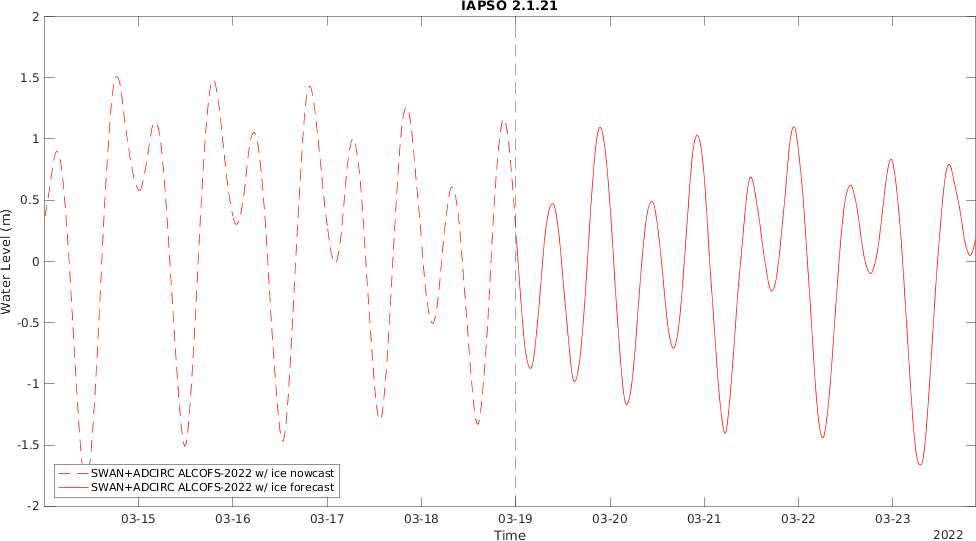 IAPSO 2.1.21
2
1.5
1
0.5
0
-0.5
-1
-1.5
-2
Water Level (m)
SWAN+ADCIRC ALCOFS-2022 w/ ice nowcast
SWAN+ADCIRC ALCOFS-2022 w/ ice forecast
03-15 03-16 03-17 03-18 03-19 03-20 03-21 03-22 03-23
Time
2022